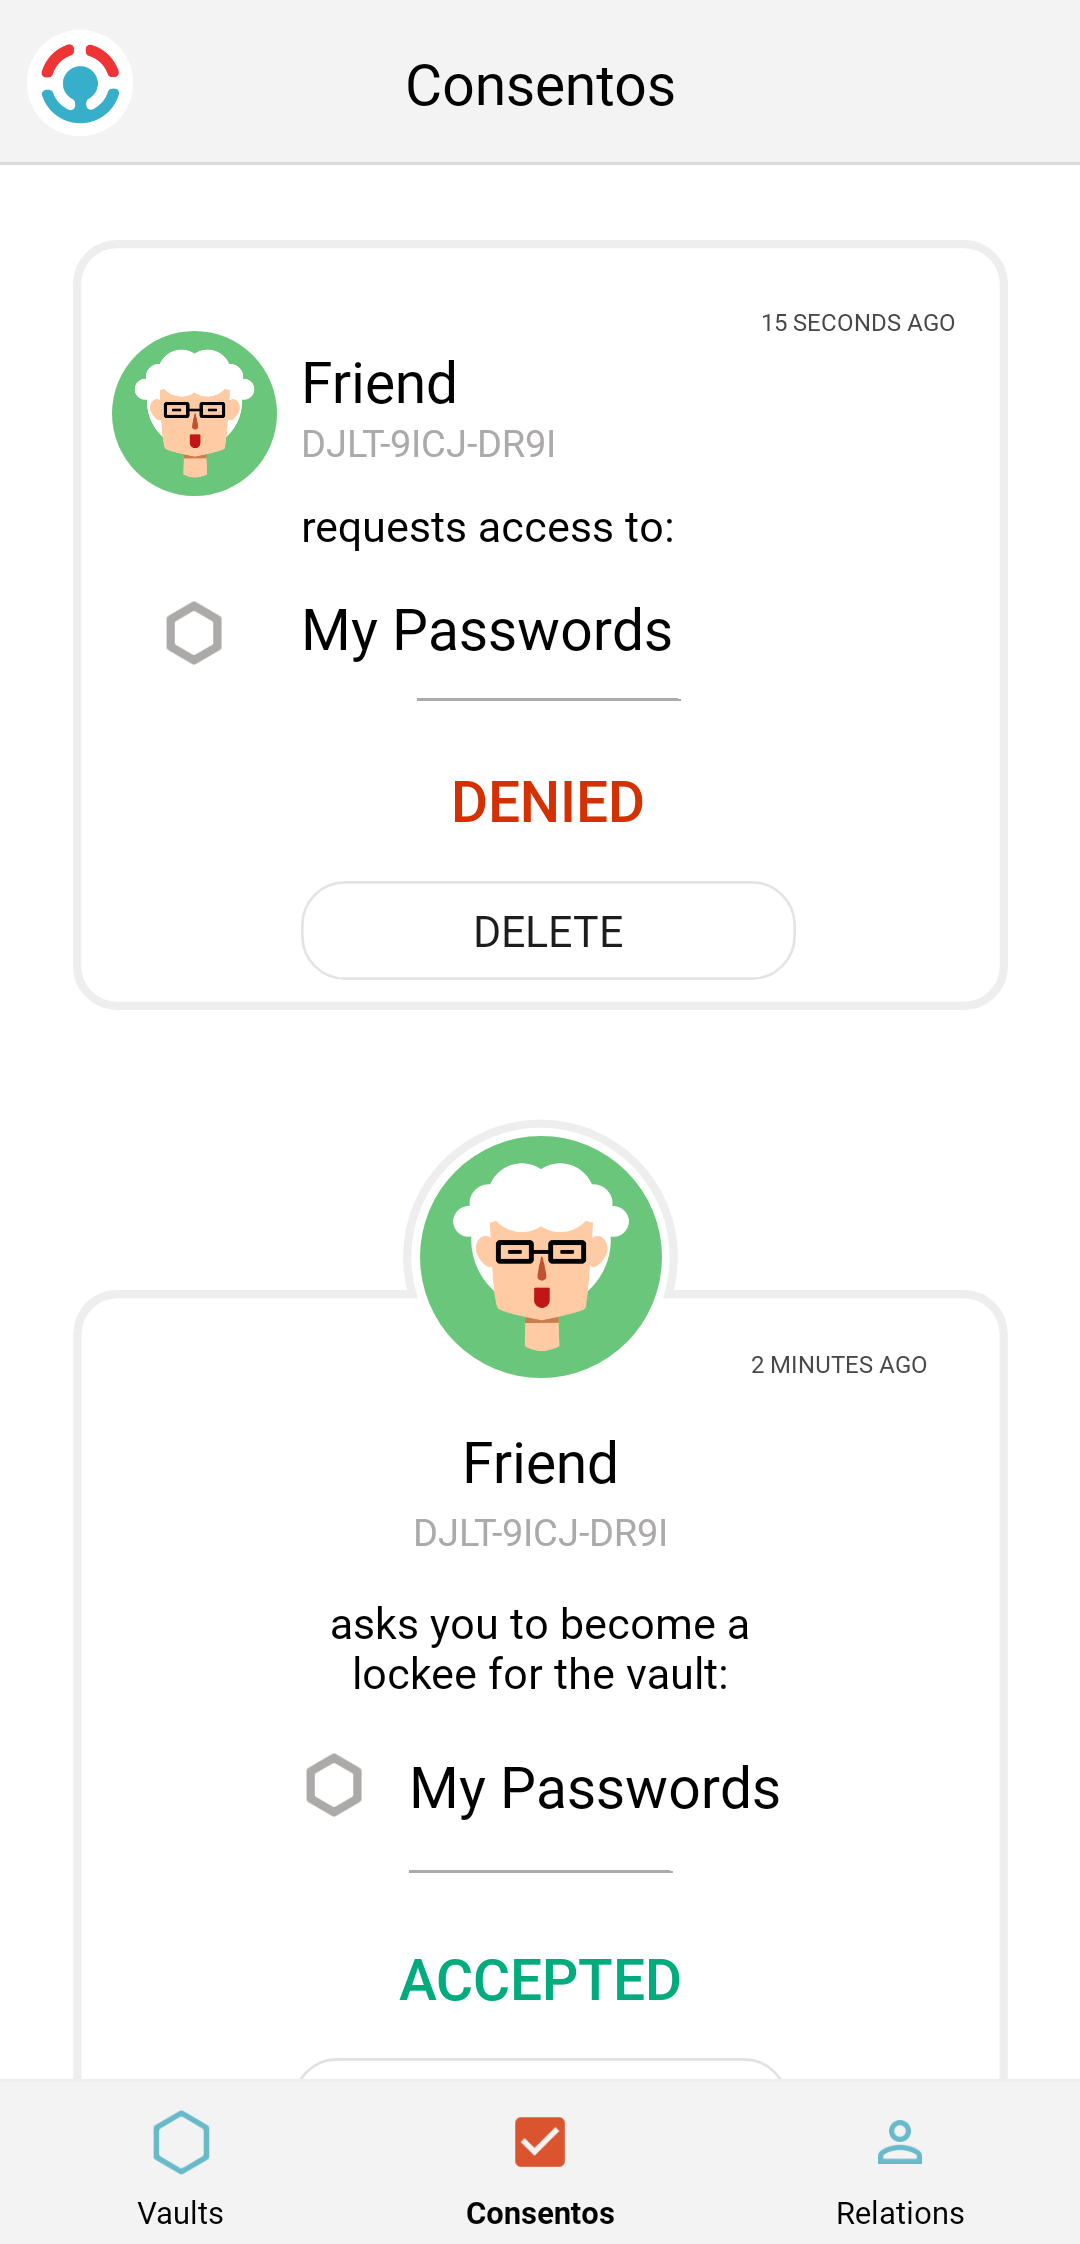 Consentos
15 SECONDS AGO
Friend
DJLT-9ICJ-DR9I
requests access to:
My Passwords
DENIED
DELETE
2 MINUTES AGO
Friend
DJLT-9ICJ-DR9I
asks you to become a
lockee for the vault:
My Passwords
ACCEPTED
Vaults
Consentos
Relations